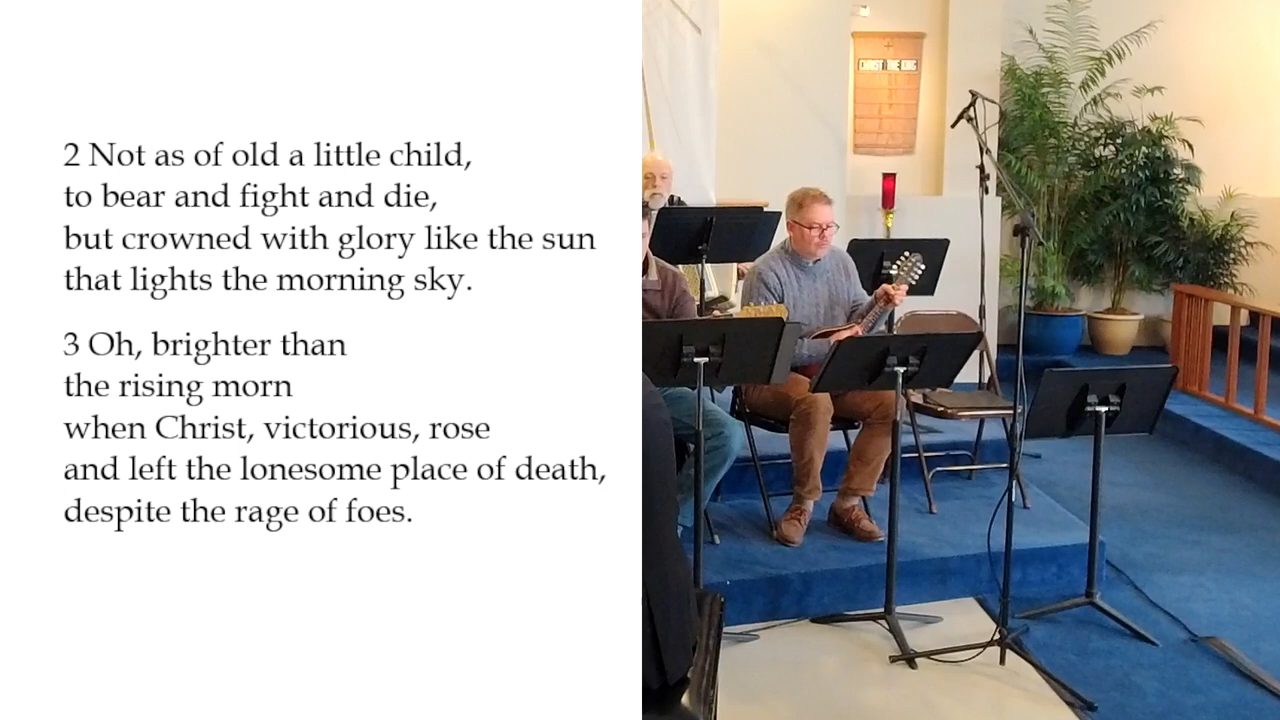 2 Not as of old a little child,
to bear and fight and die,
but crowned with glory like the sun
that lights the morning sky.
3 Oh, brighter than
the rising morn
when Christ, victorious, rose
and left the lonesome place of death,
despite the rage of foes.
CHRIST THE KING